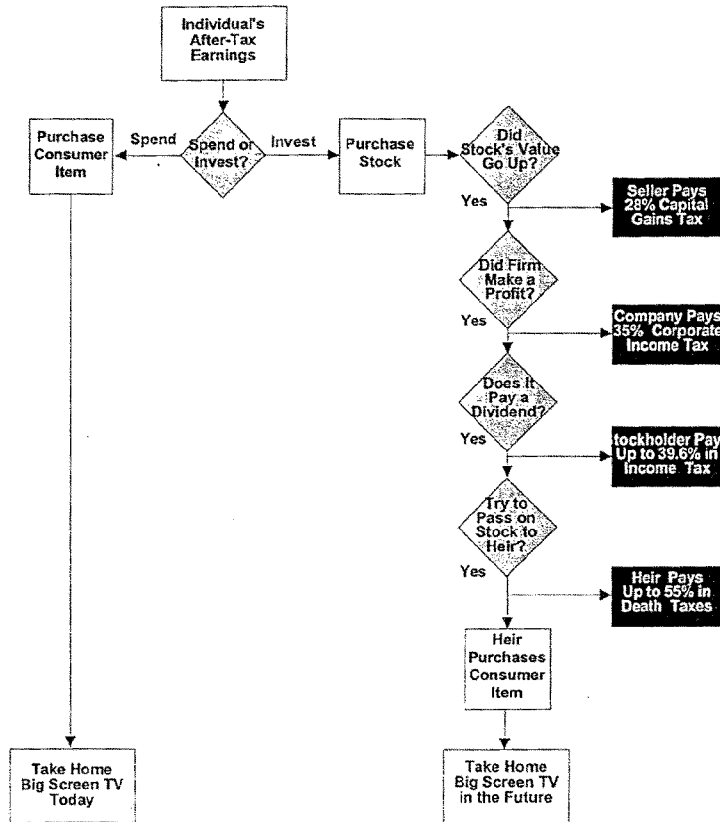 Individual's
After-Tax
Earnings
Purchase
Consumer
Item
Spend
Spend or
Invest?
Invest
Purchase
Stock
Did
Stock's Value
Go Up?
Yes
Seller Pays
28% Capital
Gains Tax
Did Firm
Make a
Profit?
Yes
Company Pays
35% Corporate
Income Tax
Does It
Pay a
Dividend?
Yes
tockholder Pay
Up to 39.6% in
Income Tax
Try to
Pass on
Stock to
Heir?
Yes
Heir Pays
Up to 55% in
Death Taxes
Heir
Purchases
Consumer
Item
Take Home
Big Screen TV
Today
Take Home
Big Screen TV
in the Future